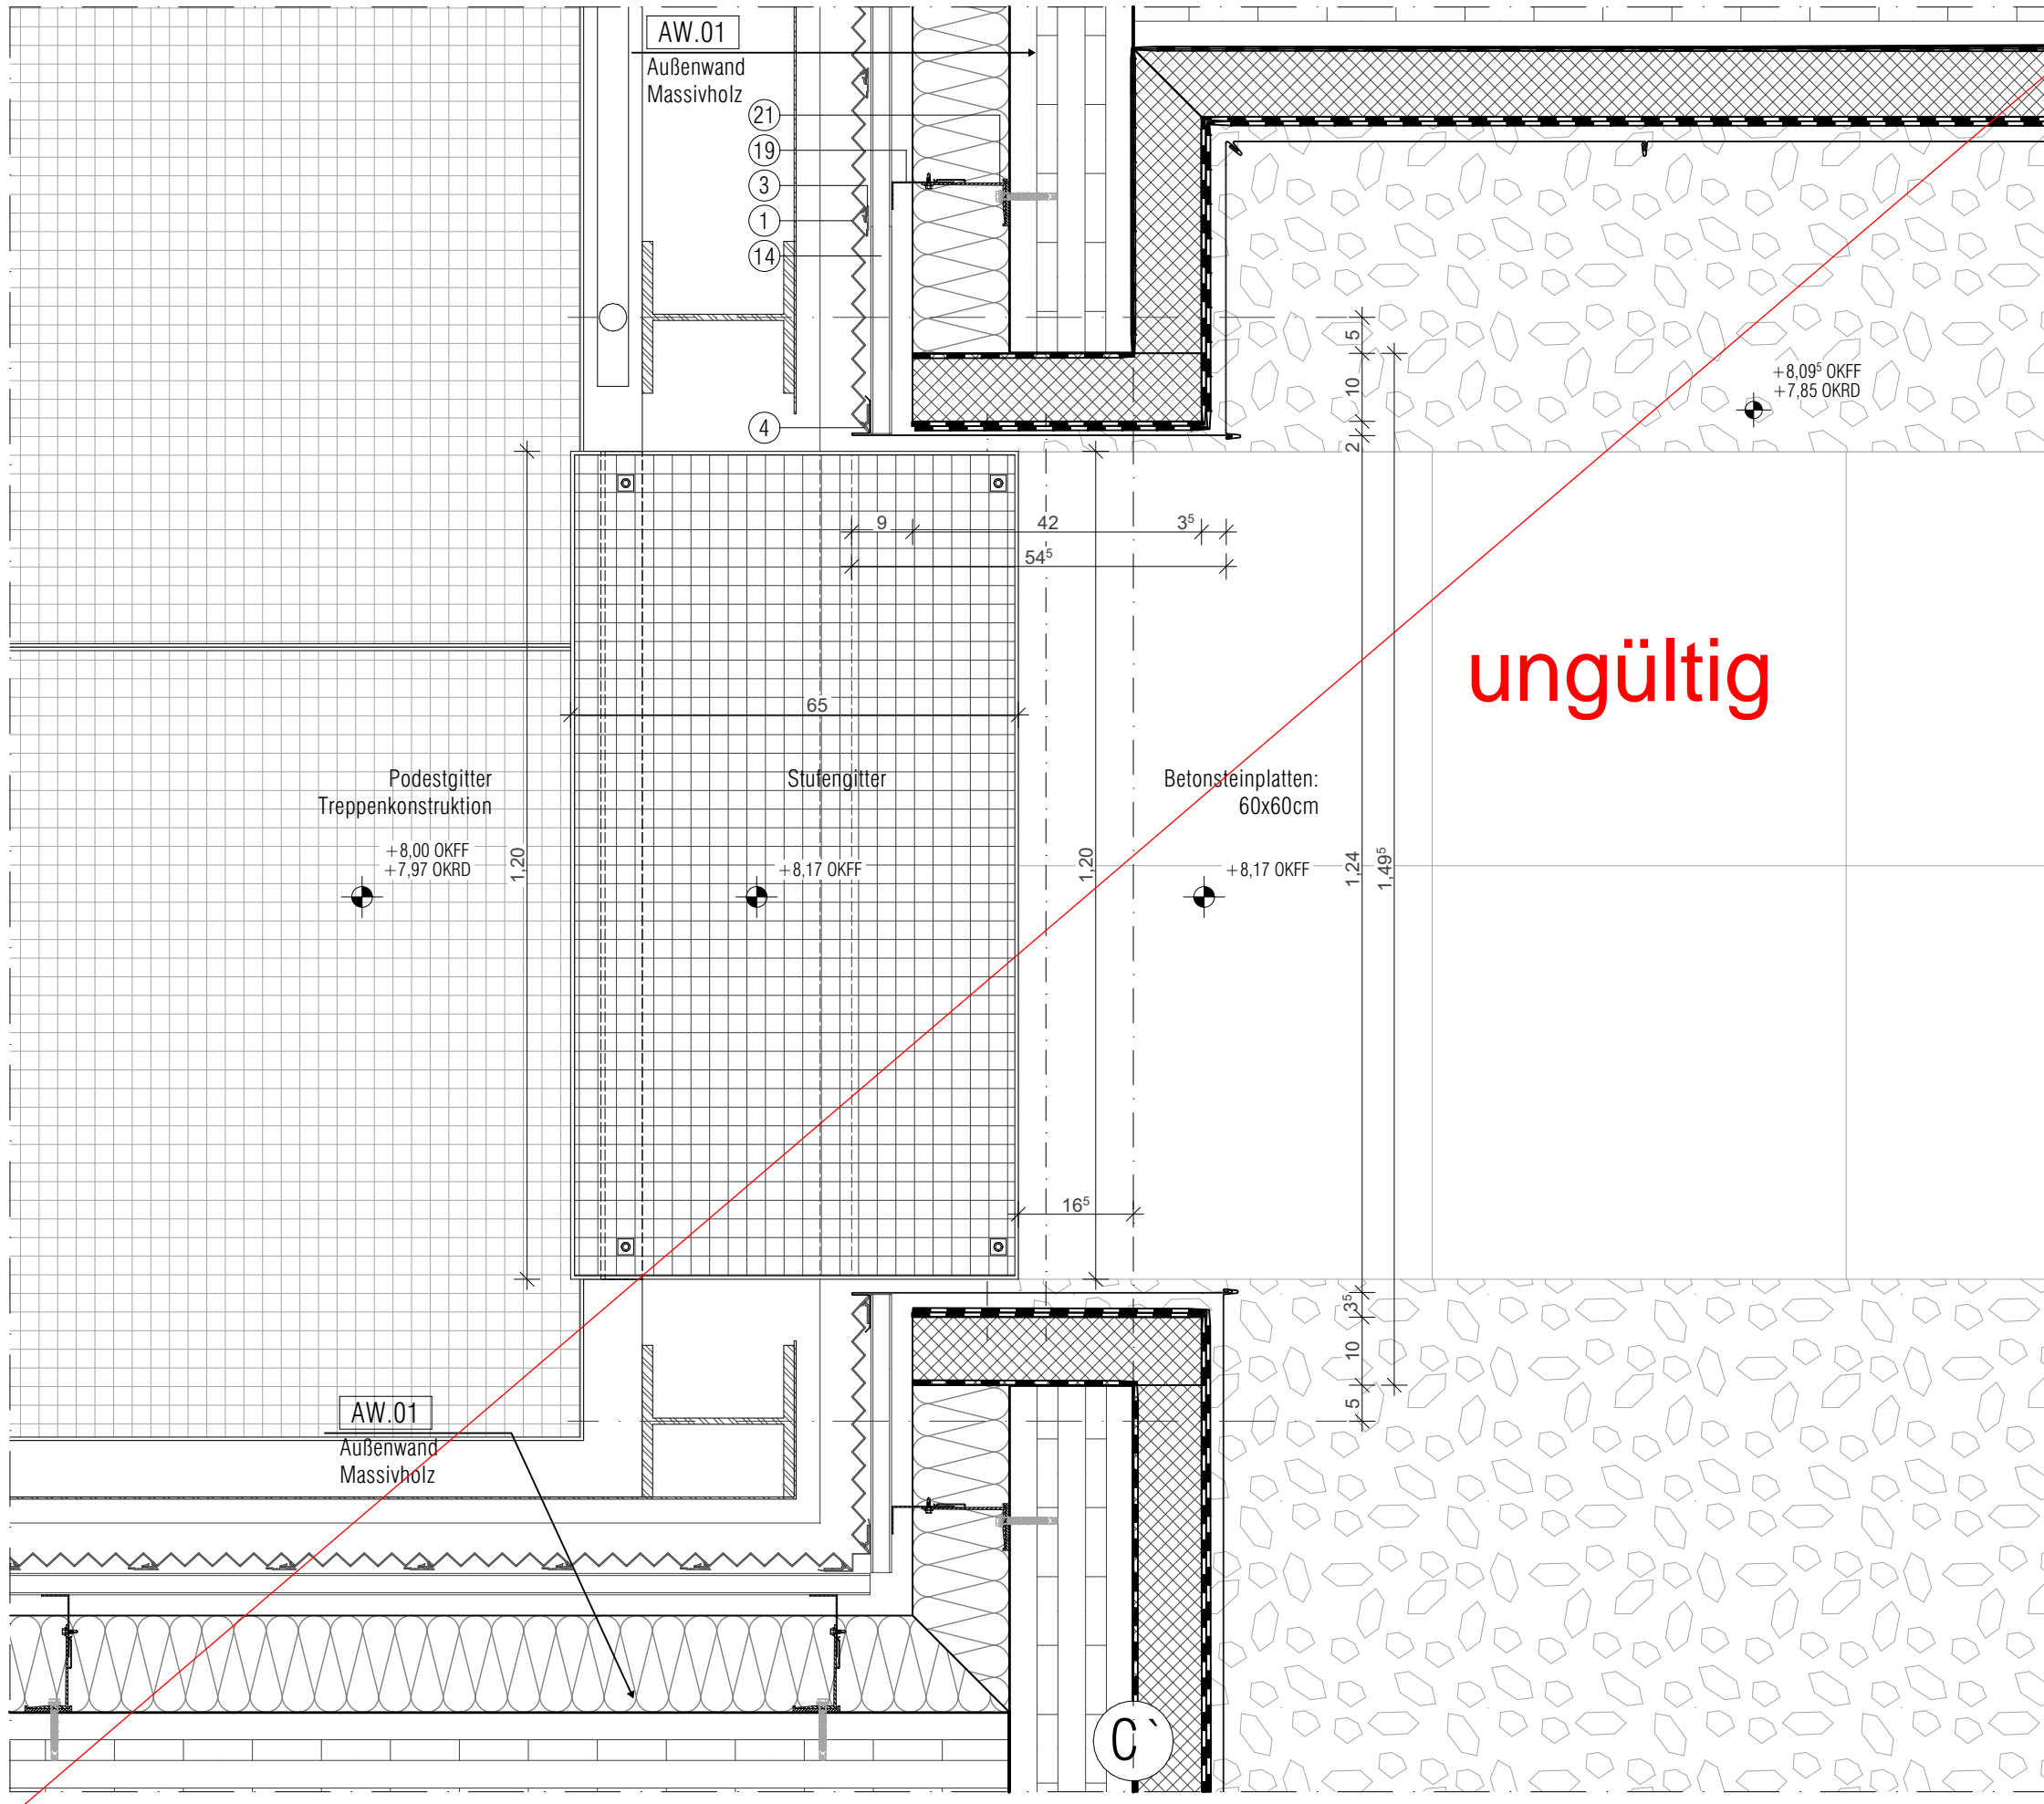 AW.01
Außenwand
Massivholz
21
19
3
1
14
4
5
10
2
+8,09⁵ OKFF
+7,85 OKRD
9
42
3⁵
54⁵
ungültig
65
Podestgitter
Treppenkonstruktion
Stufengitter
Betonsteinplatten:
60x60cm
+8,00 OKFF
+7,97 OKRD
1,20
+8,17 OKFF
1,20
+8,17 OKFF
1,24
1,49⁵
16⁵
3⁵
10
5
AW.01
Außenwand
Massivholz
C`